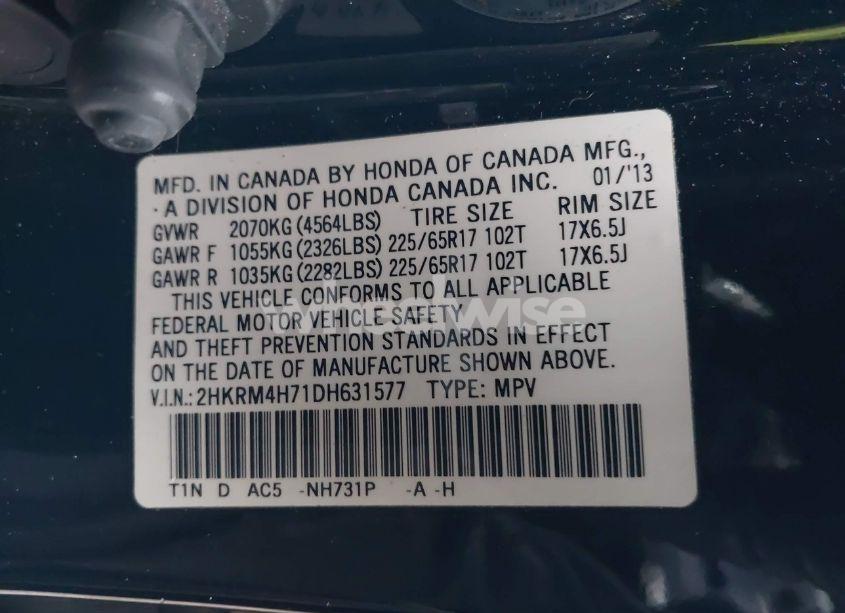 MFD. IN CANADA BY HONDA OF CANADA MFG.,
·A DIVISION OF HONDA CANADA INC. 01/'13
GVWR 2070KG(4564LBS) TIRE SIZE RIM SIZE
GAWR F 1055KG(2326LBS) 225/65R17 102T 17X6.5J
GAWR R 1035KG(2282LBS) 225/65R17 102T 17X6.5J
THIS VEHICLE CONFORMS TO ALL APPLICABLE
FEDERAL MOTOR VEHICLE SAFETY
AND THEFT PREVENTION STANDARDS IN EFFECT
ON THE DATE OF MANUFACTURE SHOWN ABOVE.
V.I.N.:2HKRM4H71DH631577 TYPE: MPV
T1N D AC5 -NH731P -A -H
wheelwise